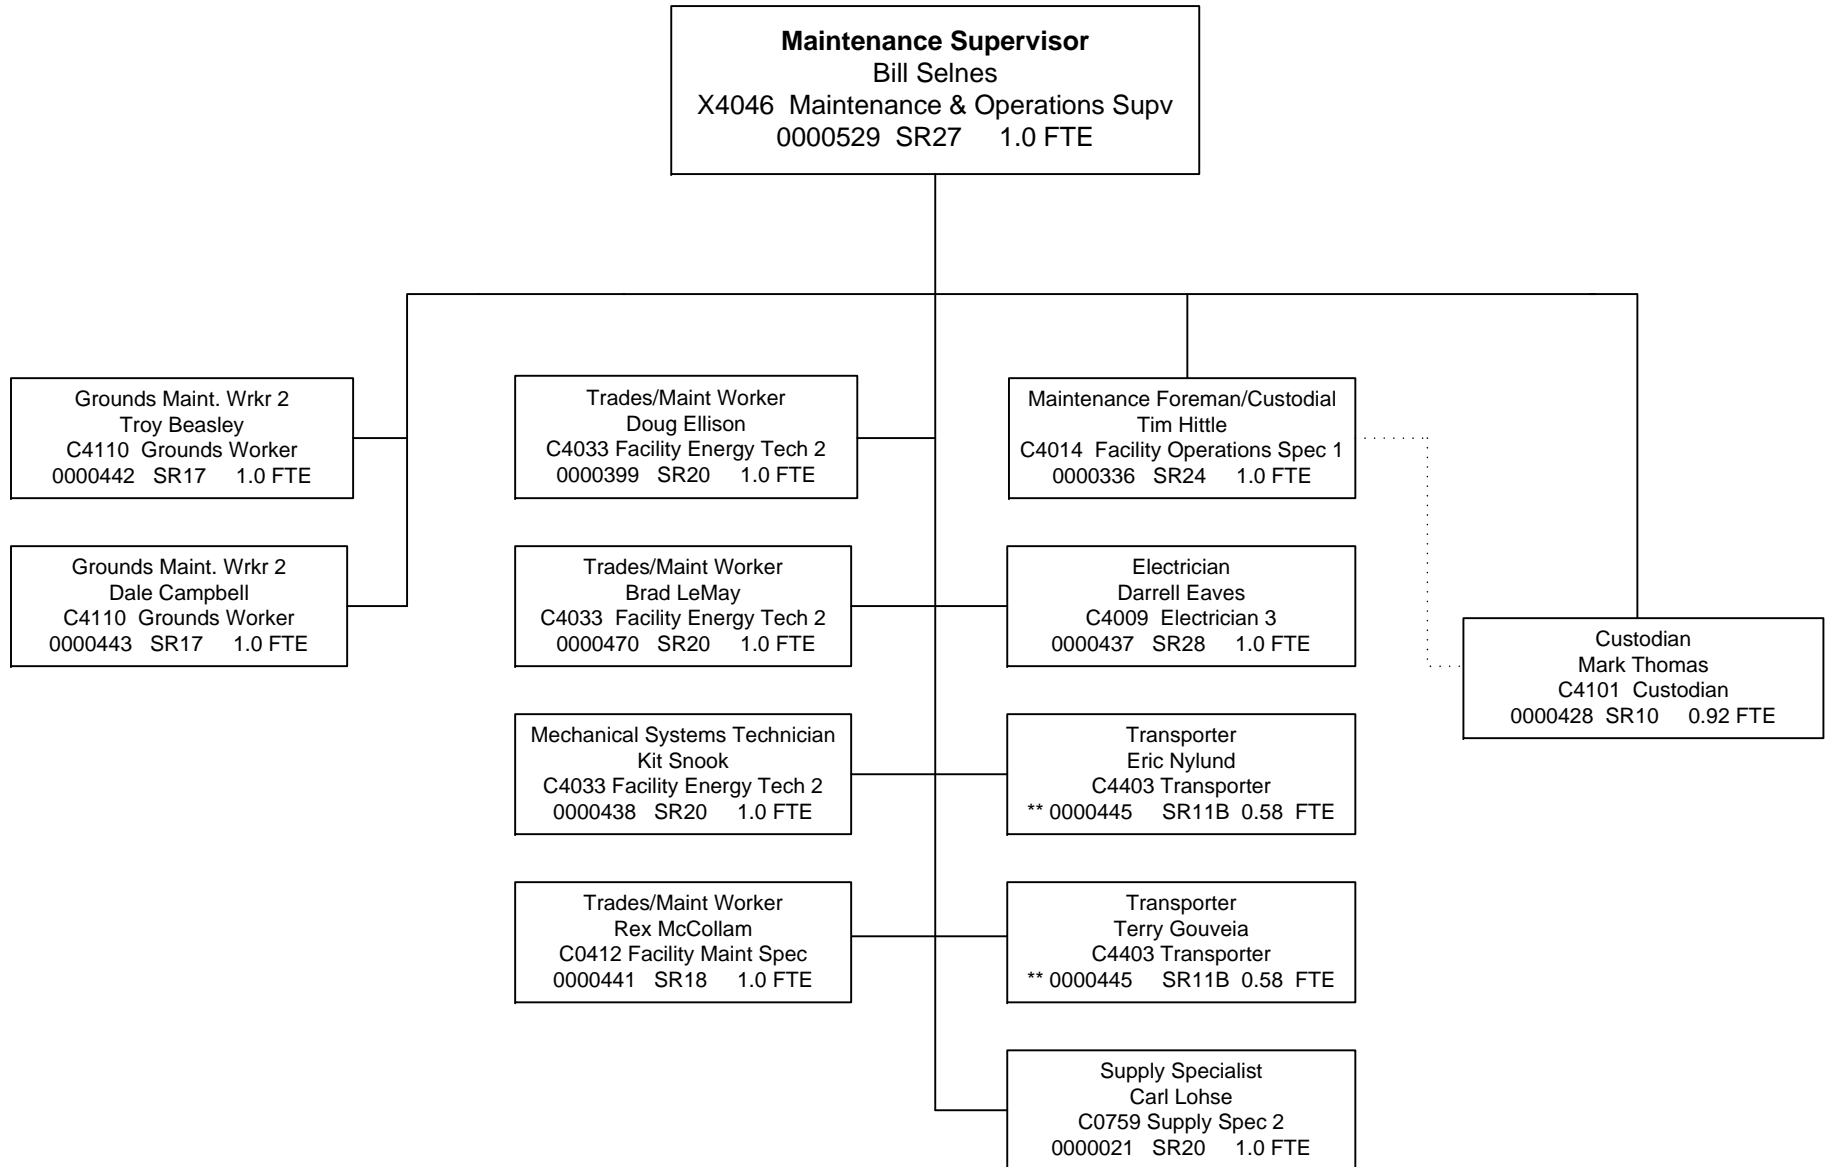 Maintenance Supervisor
Bill Selnes
X4046 Maintenance & Operations Supv
0000529 SR27 1.0 FTE
Grounds Maint. Wrkr 2
Troy Beasley
C4110 Grounds Worker
0000442 SR17 1.0 FTE
Grounds Maint. Wrkr 2
Dale Campbell
C4110 Grounds Worker
0000443 SR17 1.0 FTE
Trades/Maint Worker
Doug Ellison
C4033 Facility Energy Tech 2
0000399 SR20 1.0 FTE
Trades/Maint Worker
Brad LeMay
C4033 Facility Energy Tech 2
0000470 SR20 1.0 FTE
Mechanical Systems Technician
Kit Snook
C4033 Facility Energy Tech 2
0000438 SR20 1.0 FTE
Trades/Maint Worker
Rex McCollam
C0412 Facility Maint Spec
0000441 SR18 1.0 FTE
Maintenance Foreman/Custodial
Tim Hittle
C4014 Facility Operations Spec 1
0000336 SR24 1.0 FTE
Electrician
Darrell Eaves
C4009 Electrician 3
0000437 SR28 1.0 FTE
Transporter
Eric Nylund
C4403 Transporter
** 0000445 SR11B 0.58 FTE
Transporter
Terry Gouveia
C4403 Transporter
** 0000445 SR11B 0.58 FTE
Supply Specialist
Carl Lohse
C0759 Supply Spec 2
0000021 SR20 1.0 FTE
Custodian
Mark Thomas
C4101 Custodian
0000428 SR10 0.92 FTE